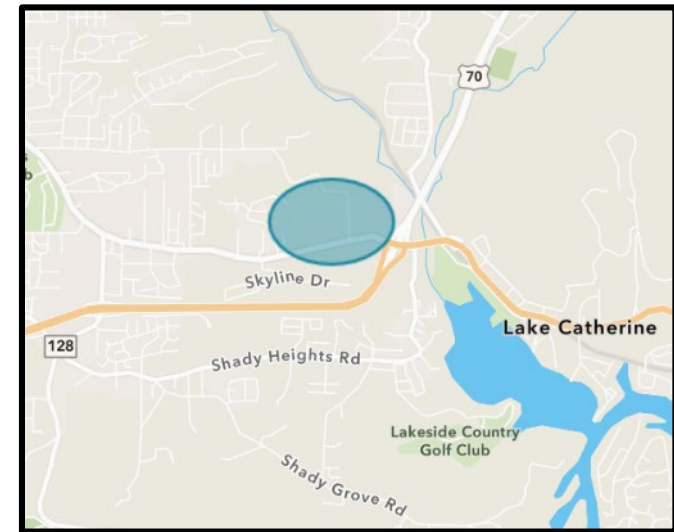 70
s
b
Skyline Dr
Lake Catherine
128
Shady Heights Rd
Lakeside Country
Golf Club
Shady Grove Rd